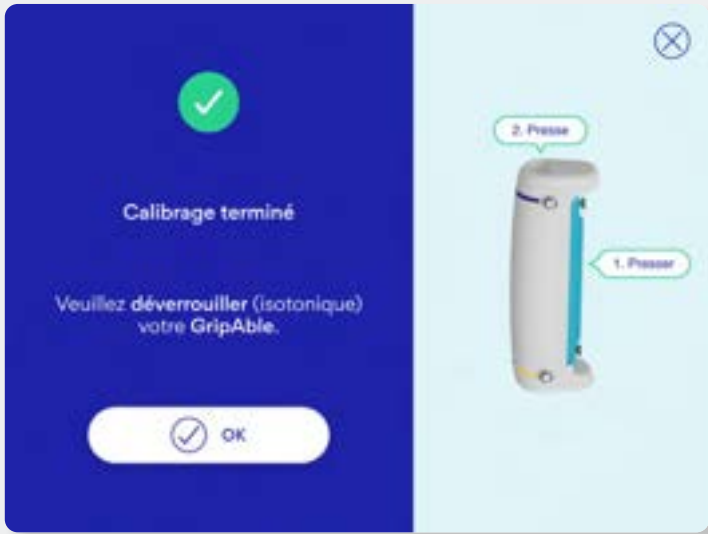 2. Presse
Calibrage terminé
1. Presser
Veuillez déverrouiller (isotonique)
votre GripAble.
OK